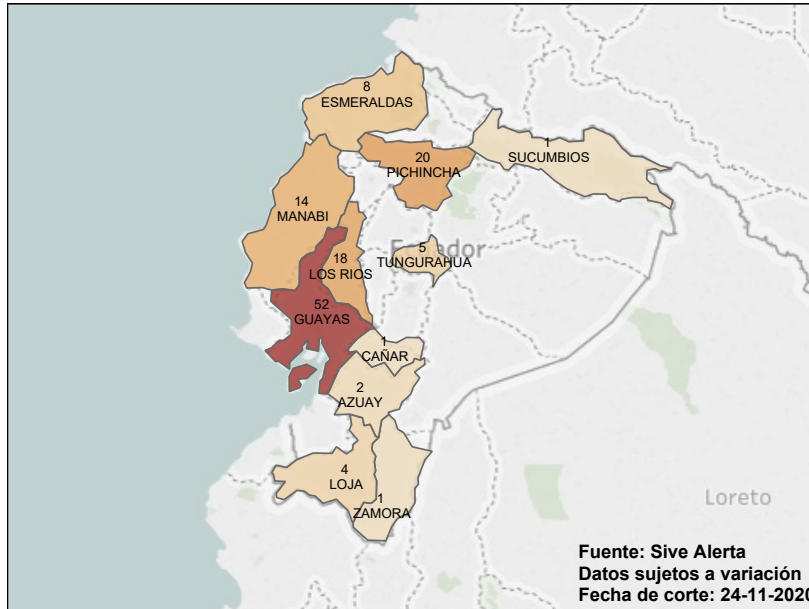 8
ESMERALDAS
1
SUCUMBIOS
20
PICHINCHA
14
MANABI
Ecuador
5
TUNGURAHUA
18
LOS RIOS
52
GUAYAS
1
CAÑAR
2
AZUAY
4
LOJA
1
ZAMORA
Loreto
Fuente: Sive Alerta
Datos sujetos a variación
Fecha de corte: 24-11-2020